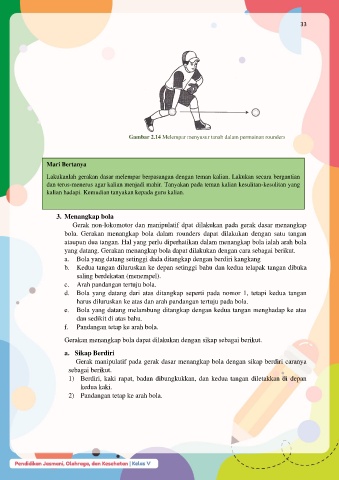 33
Gambar 2.14 Melempar menyusur tanah dalam permainan rounders
Mari Bertanya
Lakukanlah gerakan dasar melempar berpasangan dengan teman kalian. Lakukan secara bergantian
dan terus-menerus agar kalian menjadi mahir. Tanyakan pada teman kalian kesulitan-kesulitan yang
kalian hadapi. Kemudian tanyakan kepada guru kalian.
3. Menangkap bola
Gerak non-lokomotor dan manipulatif dpat dilakukan pada gerak dasar menangkap
bola. Gerakan menangkap bola dalam rounders dapat dilakukan dengan satu tangan
ataupun dua tangan. Hal yang perlu diperhatikan dalam menangkap bola ialah arah bola
yang datang. Gerakan menangkap bola dapat dilakukan dengan cara sebagai berikut.
a. Bola yang datang setinggi dada ditangkap dengan berdiri kangkang
b. Kedua tangan diluruskan ke depan setinggi bahu dan kedua telapak tangan dibuka
saling berdekatan (menempel).
c. Arah pandangan tertuju bola.
d. Bola yang datang dari atas ditangkap seperti pada nomor 1, tetapi kedua tangan
harus diluruskan ke atas dan arah pandangan tertuju pada bola.
e. Bola yang datang melambung ditangkap dengan kedua tangan menghadap ke atas
dan sedikit di atas bahu.
f. Pandangan tetap ke arah bola.
Gerakan menangkap bola dapat dilakukan dengan sikap sebagai berikut.
a. Sikap Berdiri
Gerak manipulatif pada gerak dasar menangkap bola dengan sikap berdiri caranya
sebagai berikut.
1) Berdiri, kaki rapat, badan dibungkukkan, dan kedua tangan diletakkan di depan
kedua kaki.
2) Pandangan tetap ke arah bola.
Pendidikan Jasmani, Olahraga, dan Kesehatan | Kelas V